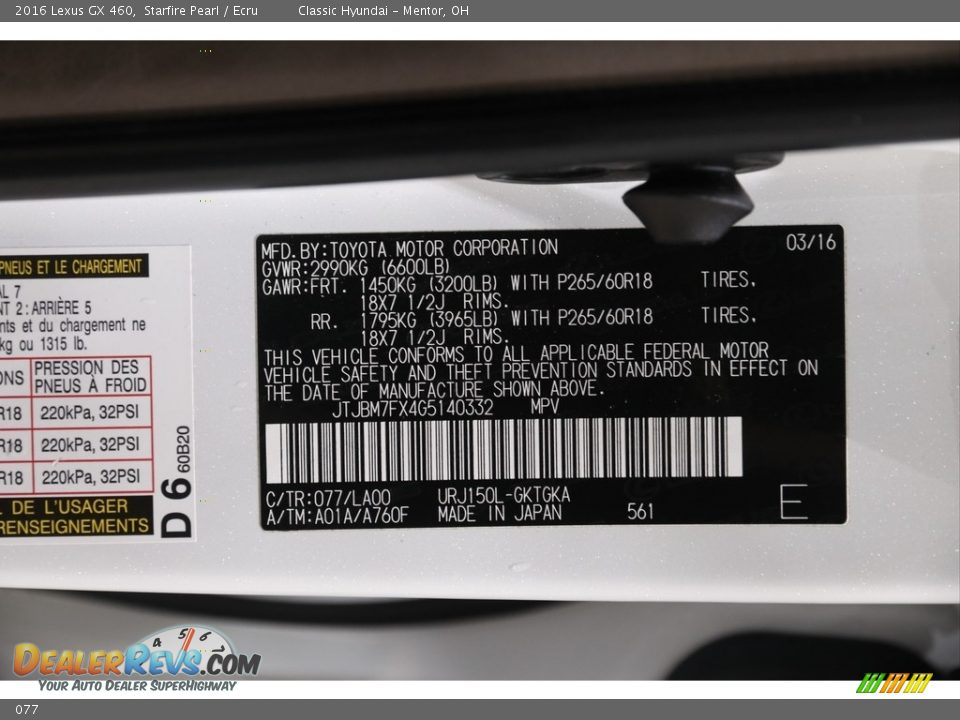 2016 Lexus GX 460, Starfire Pearl / Ecru Classic Hyundai – Mentor, OH
PNEUS ET LE CHARGEMENT
AL 7
NT 2: ARRIÈRE 5
nts et du chargement ne
kg ou 1315 lb.
ONS PRESSION DES
PNEUS À FROID
R18 220kPa, 32PSI
R18 220kPa, 32PSI
R18 220kPa, 32PSI
L DE L'USAGER
RENSEIGNEMENTS
D 6 60B20
MFD.BY:TOYOTA MOTOR CORPORATION 03/16
GVWR:2990KG (6600LB)
GAWR:FRT. 1450KG (3200LB) WITH P265/60R18 TIRES.
18X7 1/2J RIMS.
RR. 1795KG (3965LB) WITH P265/60R18 TIRES.
18X7 1/2J RIMS.
THIS VEHICLE CONFORMS TO ALL APPLICABLE FEDERAL MOTOR
VEHICLE SAFETY AND THEFT PREVENTION STANDARDS IN EFFECT ON
THE DATE OF MANUFACTURE SHOWN ABOVE.
JTJBM7FX4G5140332 MPV
C/TR:077/LA00 URJ150L-GKTGKA
A/TM:A01A/A760F MADE IN JAPAN 561
E
4 5 6
DEALERREVS.COM
YOUR AUTO DEALER SUPERHIGHWAY
077